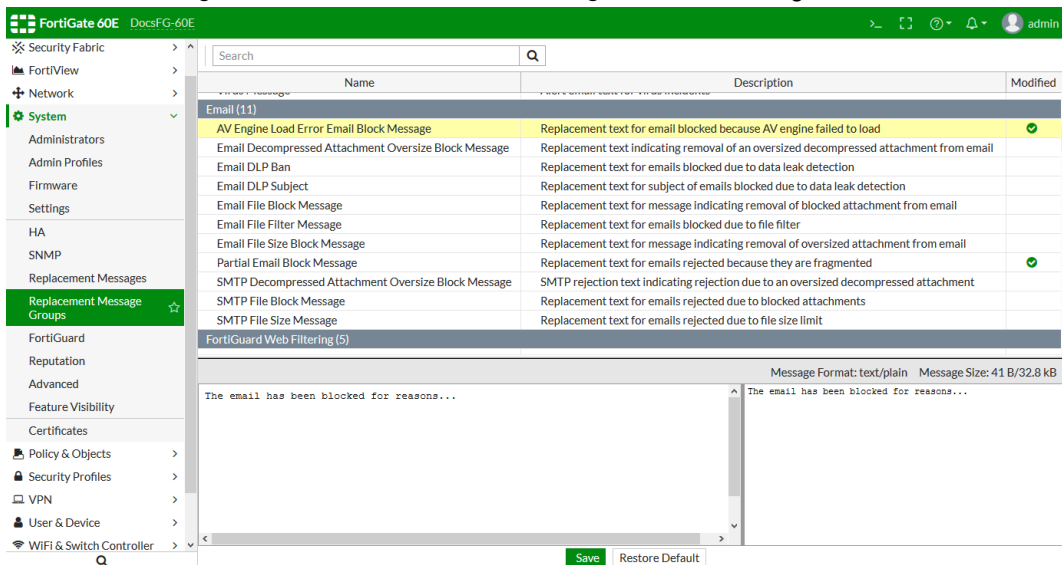 FortiGate 60E DocsFG-60E
>_ admin
Security Fabric
FortiView
Network
System
Administrators
Admin Profiles
Firmware
Settings
HA
SNMP
Replacement Messages
Replacement Message
Groups
FortiGuard
Reputation
Advanced
Feature Visibility
Certificates
Policy & Objects
Security Profiles
VPN
User & Device
WiFi & Switch Controller
Search
Name Description Modified
Email (11)
AV Engine Load Error Email Block Message Replacement text for email blocked because AV engine failed to load
Email Decompressed Attachment Oversize Block Message Replacement text indicating removal of an oversized decompressed attachment from email
Email DLP Ban Replacement text for emails blocked due to data leak detection
Email DLP Subject Replacement text for subject of emails blocked due to data leak detection
Email File Block Message Replacement text for message indicating removal of blocked attachment from email
Email File Filter Message Replacement text for emails blocked due to file filter
Email File Size Block Message Replacement text for message indicating removal of oversized attachment from email
Partial Email Block Message Replacement text for emails rejected because they are fragmented
SMTP Decompressed Attachment Oversize Block Message SMTP rejection text indicating rejection due to an oversized decompressed attachment
SMTP File Block Message Replacement text for emails rejected due to blocked attachments
SMTP File Size Message Replacement text for emails rejected due to file size limit
FortiGuard Web Filtering (5)
Message Format: text/plain Message Size: 41 B/32.8 kB
The email has been blocked for reasons...
The email has been blocked for reasons...
Save Restore Default